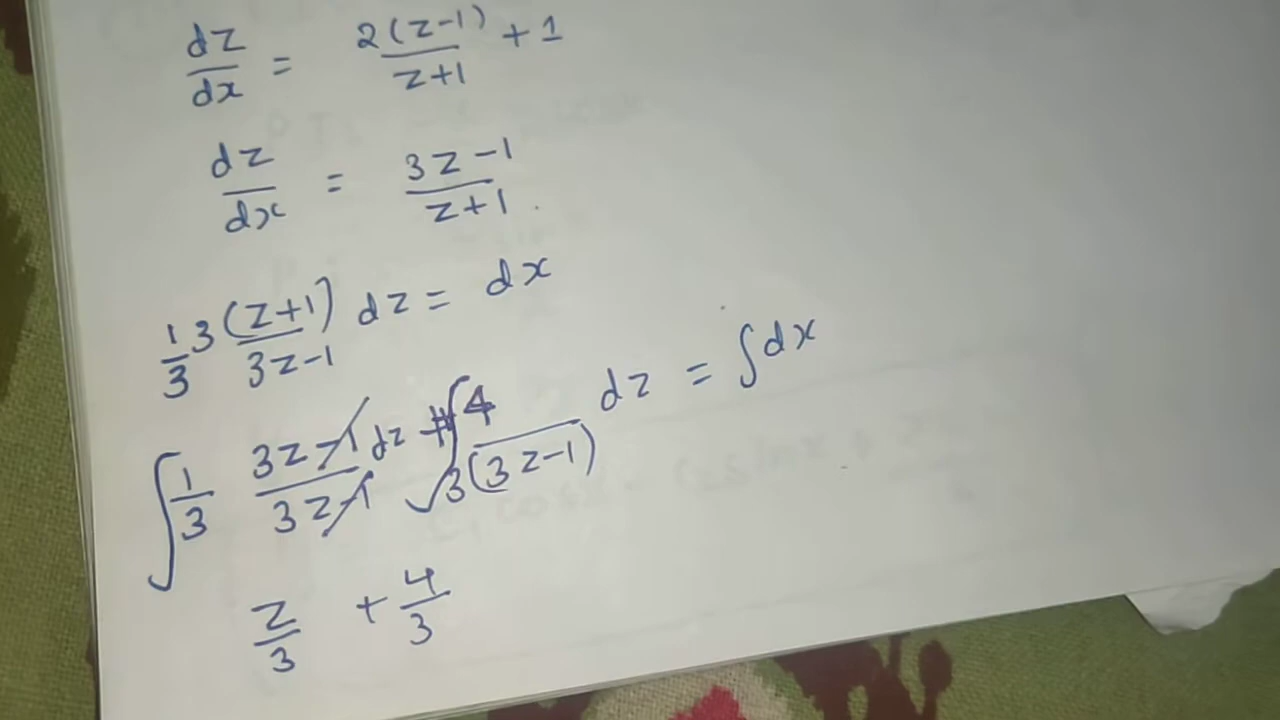 dz/dx = 2(z-1)/z+1 + 1
dz/dx = 3z-1/z+1.
1/3 3(z+1)/3z-1 dz = dx
∫ 1/3 3z-1/3z-1 dz + ∫ 4/3(3z-1) dz = ∫dx
z/3 + 4/3